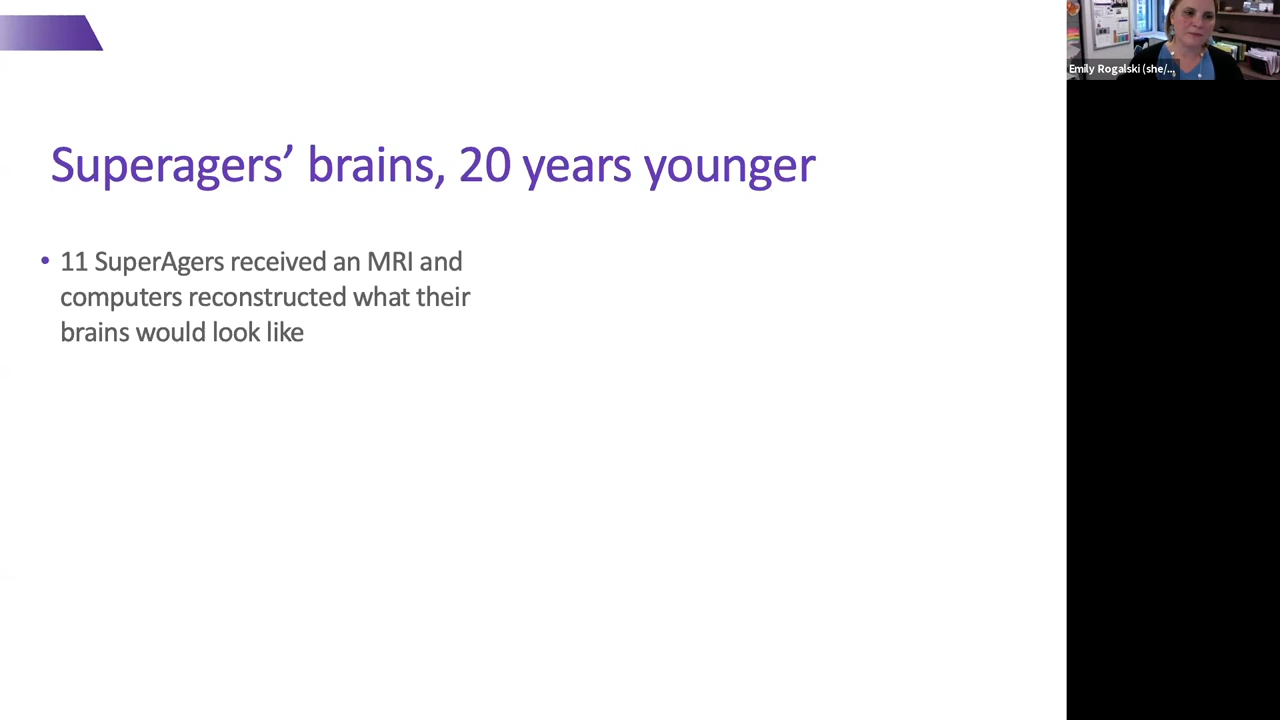 Emily Rogalski (she/...
Superagers’ brains, 20 years younger
• 11 SuperAgers received an MRI and
computers reconstructed what their
brains would look like